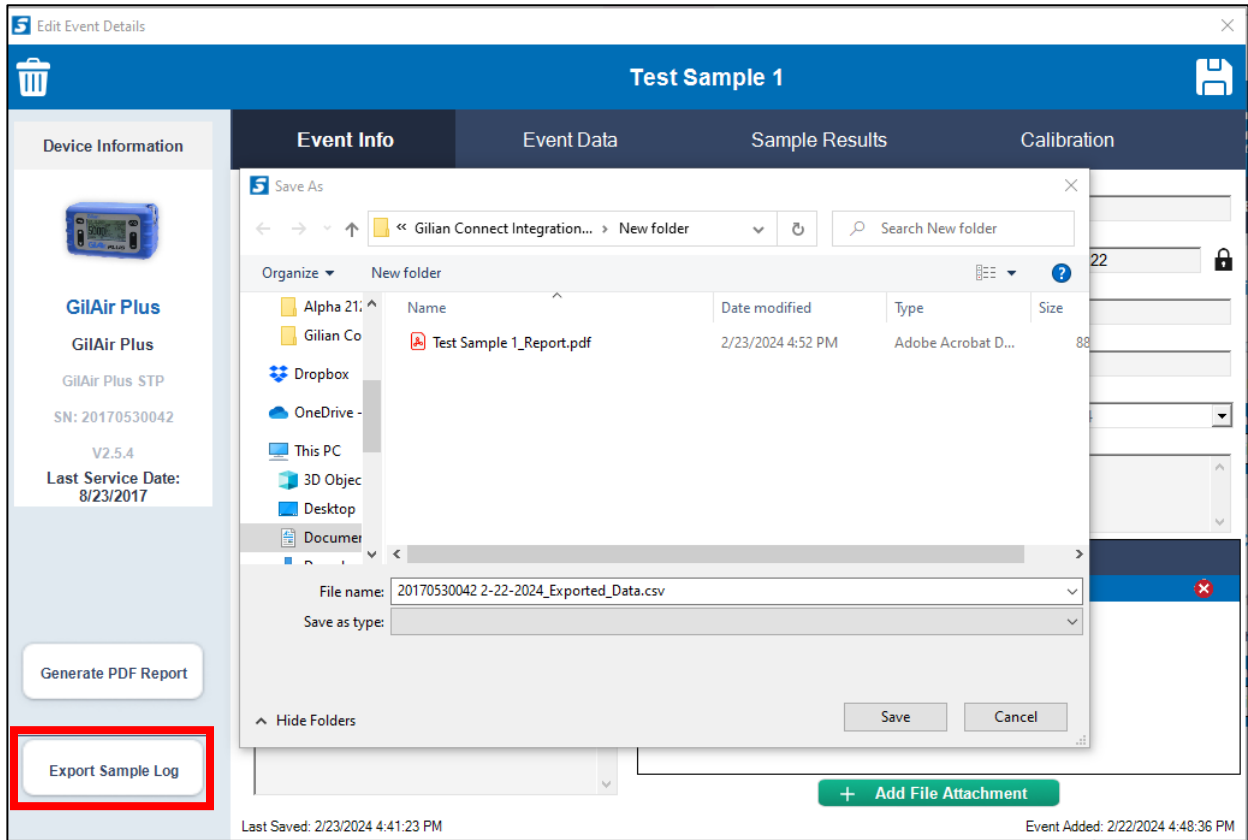 Edit Event Details
Test Sample 1
Device Information
GilAir Plus
GilAir Plus
GilAir Plus STP
SN: 20170530042
V2.5.4
Last Service Date:
8/23/2017
Generate PDF Report
Export Sample Log
Event Info
Event Data
Sample Results
Calibration
Save As
« Gilian Connect Integration... › New folder
Search New folder
Organize
New folder
Alpha 21
Gilian Co
Dropbox
OneDrive -
This PC
3D Objec
Desktop
Documer
Name
Date modified
Type
Size
Test Sample 1_Report.pdf
2/23/2024 4:52 PM
Adobe Acrobat D...
88
File name: 20170530042 2-22-2024_Exported_Data.csv
Save as type:
Hide Folders
Save
Cancel
22
+ Add File Attachment
Last Saved: 2/23/2024 4:41:23 PM
Event Added: 2/22/2024 4:48:36 PM